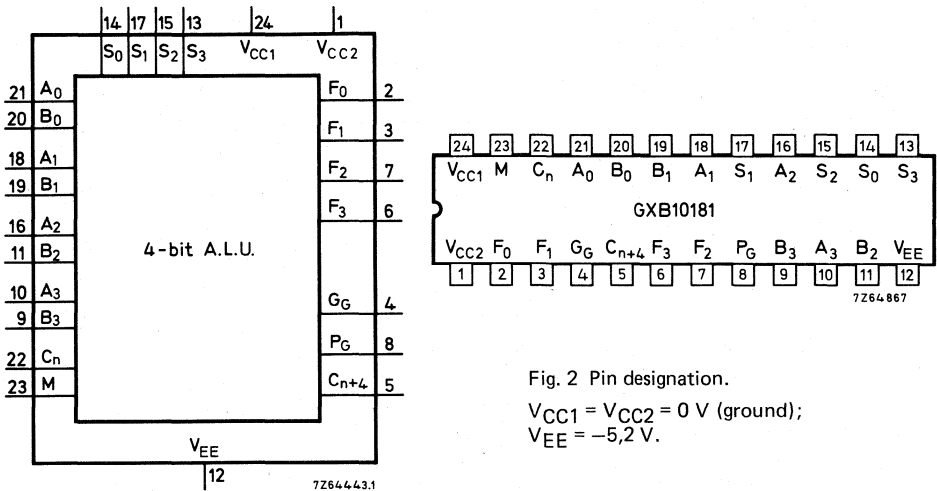 14 17 15 13 24 1
S0 S1 S2 S3 VCC1 VCC2
21 A0 F0 2
20 B0
F1 3
18 A1
19 B1 F2 7
16 A2 F3 6
11 B2 4-bit A.L.U.
10 A3 GG 4
9 B3
22 Cn PG 8
23 M Cn+4 5
VEE
12
7Z64443.1
24 23 22 21 20 19 18 17 16 15 14 13
VCC1 M Cn A0 B0 B1 A1 S1 A2 S2 S0 S3
GXB10181
VCC2 F0 F1 GG Cn+4 F3 F2 PG B3 A3 B2 VEE
1 2 3 4 5 6 7 8 9 10 11 12
7Z64867
Fig. 2 Pin designation.
VCC1 = VCC2 = 0 V (ground);
VEE = −5,2 V.